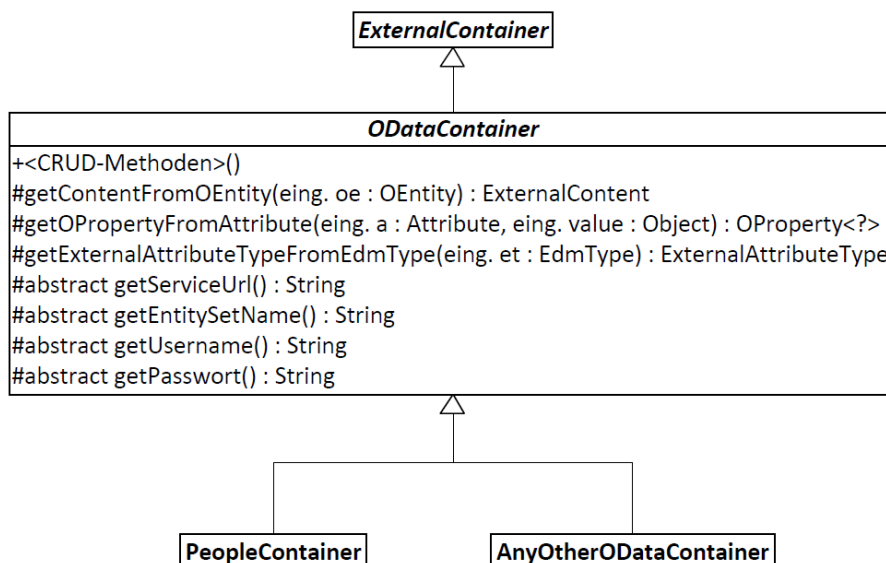 ExternalContainer
ODataContainer
+<CRUD-Methoden>()
#getContentFromOEntity(eing. oe : OEntity) : ExternalContent
#getOPropertyFromAttribute(eing. a : Attribute, eing. value : Object) : OProperty<?>
#getExternalAttributeTypeFromEdmType(eing. et : EdmType) : ExternalAttributeType
#abstract getServiceUrl() : String
#abstract getEntitySetName() : String
#abstract getUsername() : String
#abstract getPasswort() : String
PeopleContainer
AnyOtherODataContainer